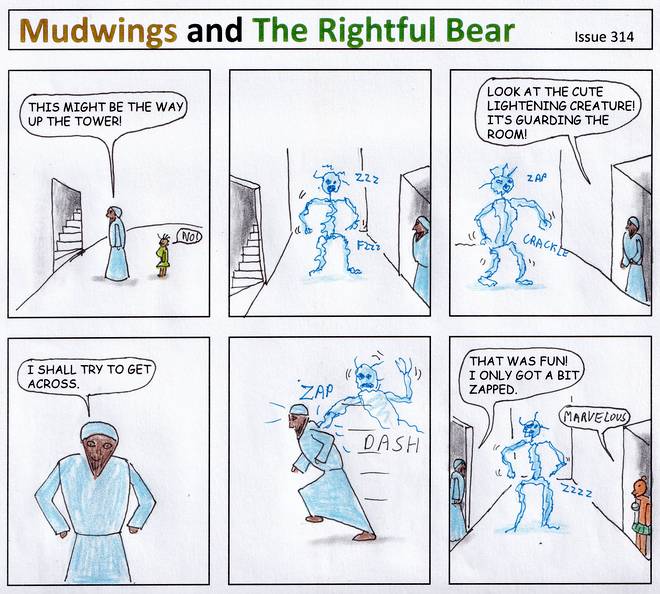 Mudwings and The Rightful Bear
Issue 314
THIS MIGHT BE THE WAY
UP THE TOWER!
NO!
ZZZ
FZZZ
LOOK AT THE CUTE
LIGHTENING CREATURE!
IT'S GUARDING THE
ROOM!
ZAP
CRACKLE
I SHALL TRY TO GET
ACROSS.
ZAP
DASH
THAT WAS FUN!
I ONLY GOT A BIT
ZAPPED.
MARVELOUS
ZZZZ